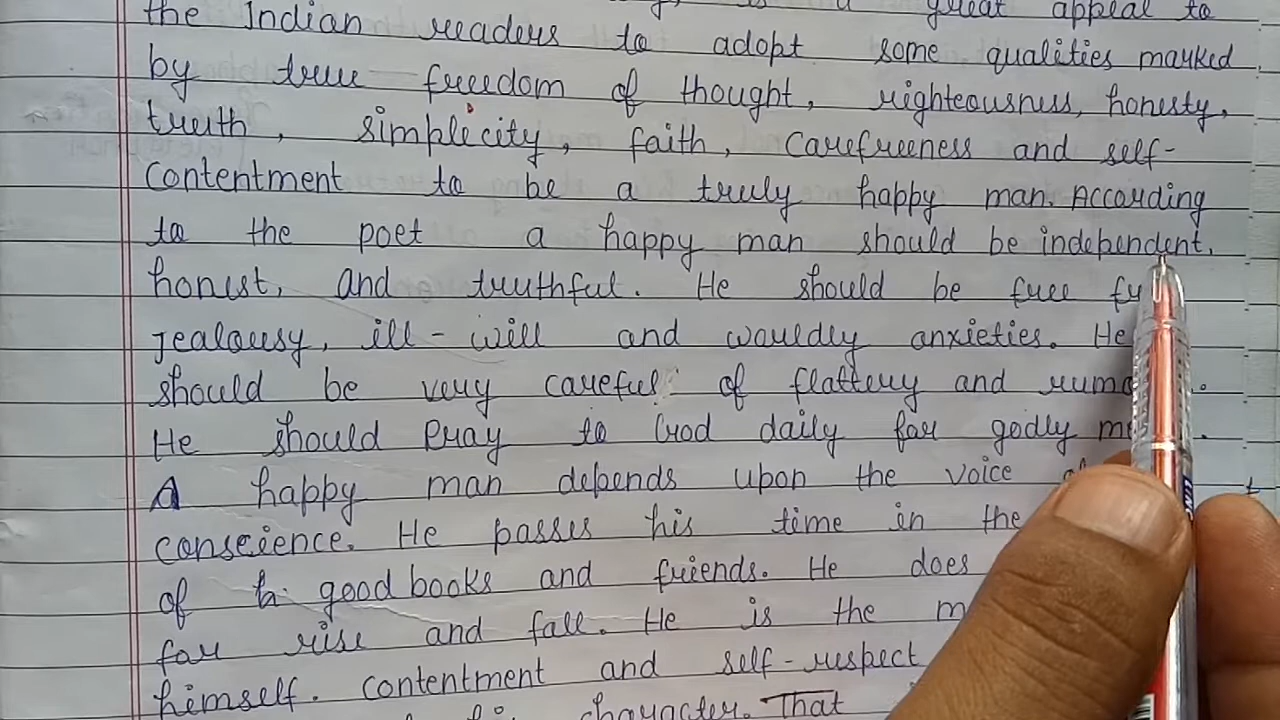 the Indian readers to adopt some qualities marked
by true freedom of thought, righteousness, honesty,
truth, simplicity, faith, carefreeness and self-
contentment to be a truly happy man. According
to the poet a happy man should be independent,
honest, and truthful. He should be free
jealousy, ill-will and worldly anxieties. He
should be very careful of flattery and
He should Pray to God daily for godly
A happy man depends upon the voice
conscience. He passes his time in the
of good books and friends. He does
for rise and fall. He is the
himself. Contentment and self-respect
character. That